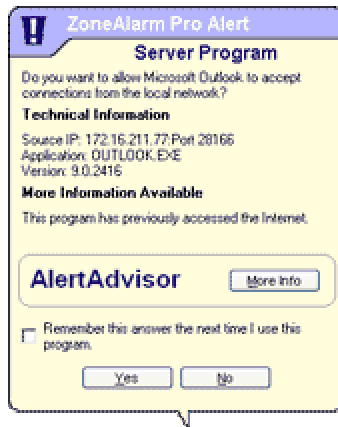 ZoneAlarm Pro Alert
Server Program
Do you want to allow Microsoft Outlook to accept
connections from the local network?
Technical Information
Source IP: 172.16.211.77:Port 28166
Application: OUTLOOK.EXE
Version: 9.0.2416
More Information Available
This program has previously accessed the Internet.
AlertAdvisor
More Info
Remember this answer the next time I use this
program.
Yes
No